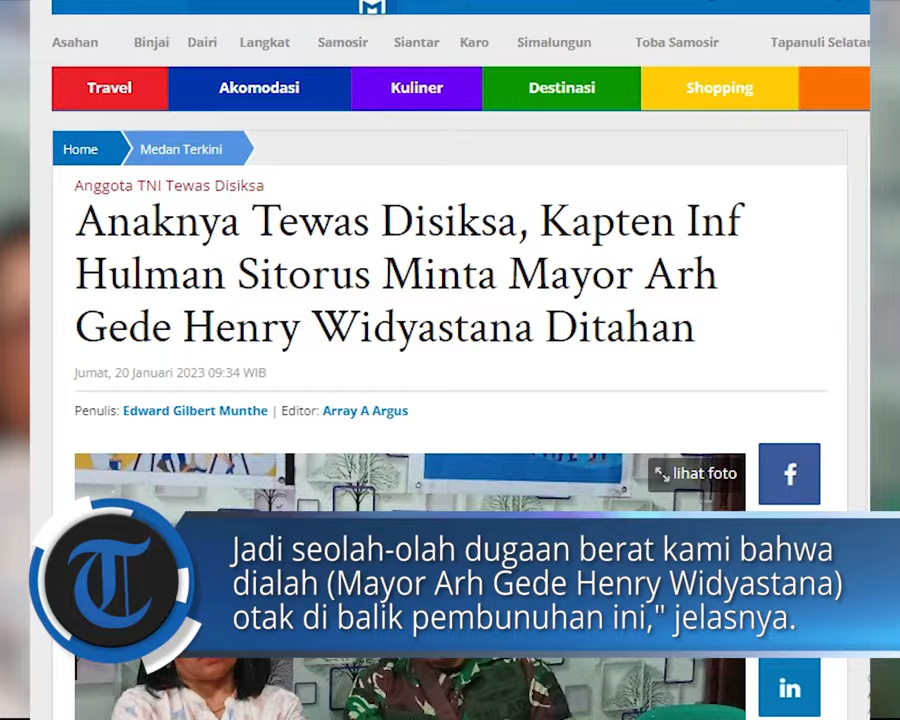 Asahan Binjai Dairi Langkat Samosir Siantar Karo Simalungun Toba Samosir Tapanuli Selatan
Travel Akomodasi Kuliner Destinasi Shopping
Home Medan Terkini
Anggota TNI Tewas Disiksa
Anaknya Tewas Disiksa, Kapten Inf
Hulman Sitorus Minta Mayor Arh
Gede Henry Widyastana Ditahan
Jumat, 20 Januari 2023 09:34 WIB
Penulis: Edward Gilbert Munthe | Editor: Array A Argus
lihat foto
f
T
Jadi seolah-olah dugaan berat kami bahwa
dialah (Mayor Arh Gede Henry Widyastana)
otak di balik pembunuhan ini," jelasnya.
in